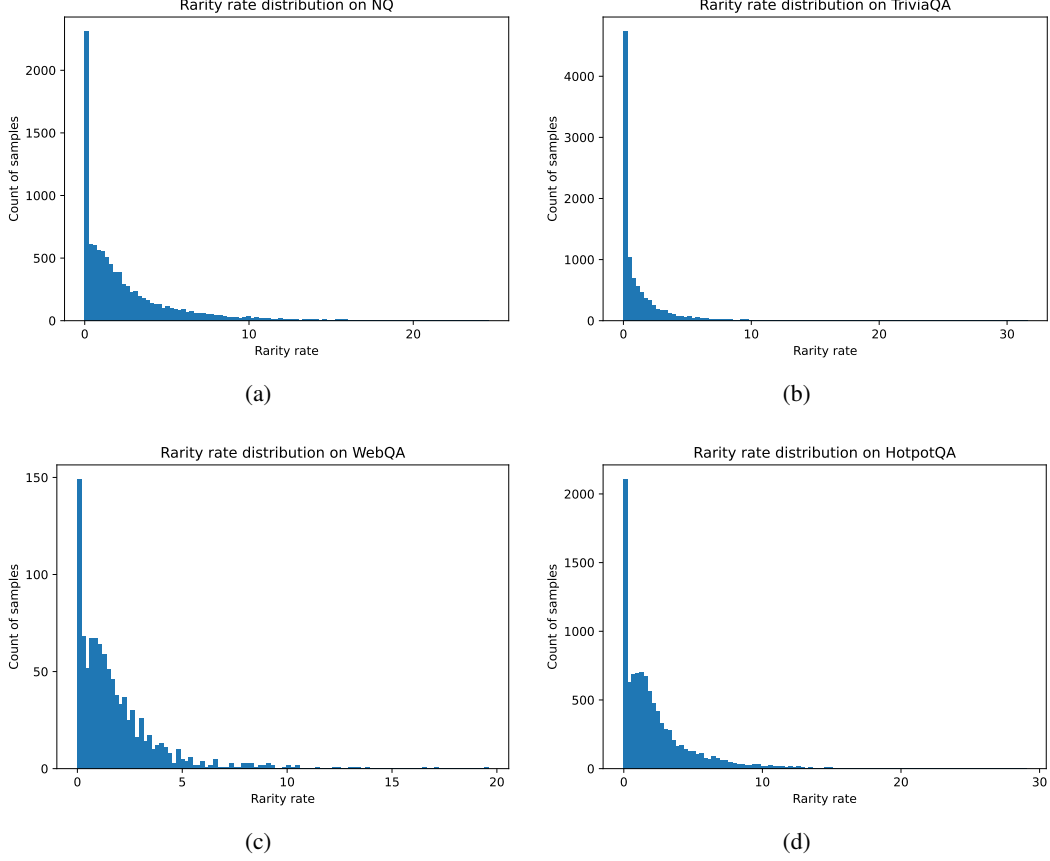 Rarity rate distribution on NQ
Count of samples
2000
1500
1000
500
0
0 10 20
Rarity rate
(a)
Rarity rate distribution on TriviaQA
Count of samples
4000
3000
2000
1000
0
0 10 20 30
Rarity rate
(b)
Rarity rate distribution on WebQA
Count of samples
150
100
50
0
0 5 10 15 20
Rarity rate
(c)
Rarity rate distribution on HotpotQA
Count of samples
2000
1500
1000
500
0
0 10 20 30
Rarity rate
(d)